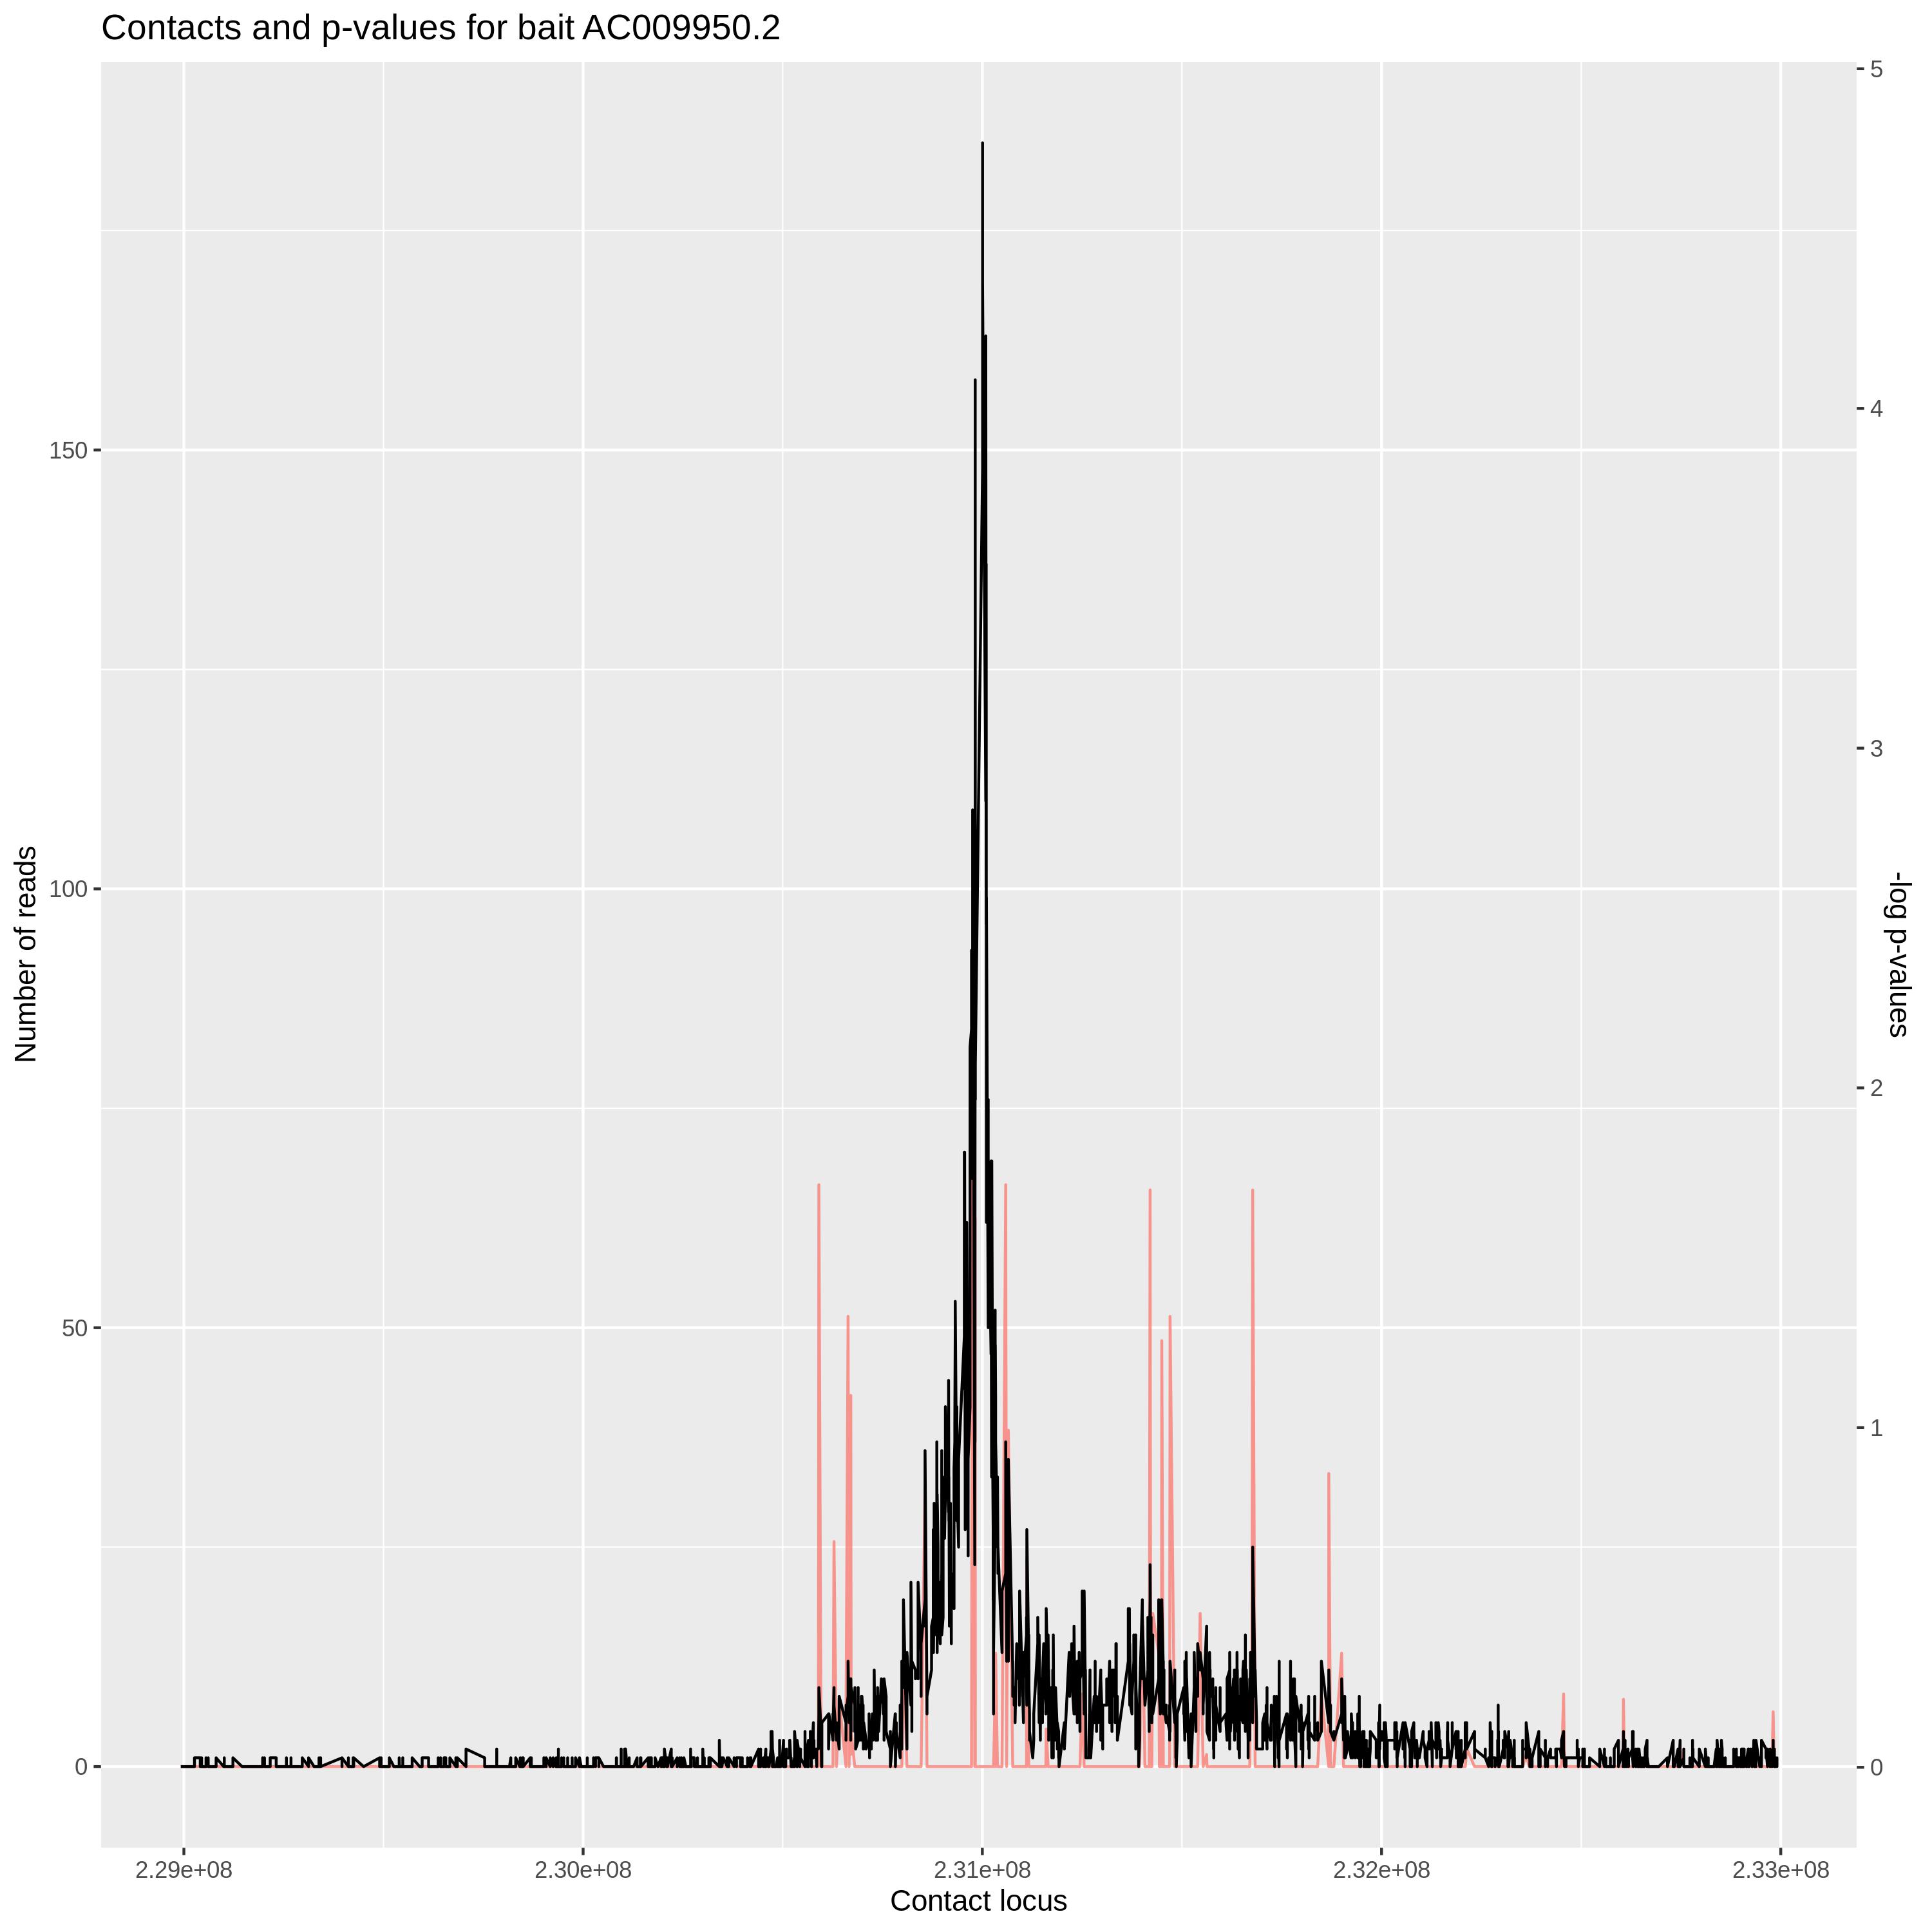 Contacts and p-values for bait AC009950.2
5
4
150
3
Number of reads
100
-log p-values
2
50
1
0
0
2.29e+08
2.30e+08
2.31e+08
2.32e+08
2.33e+08
Contact locus